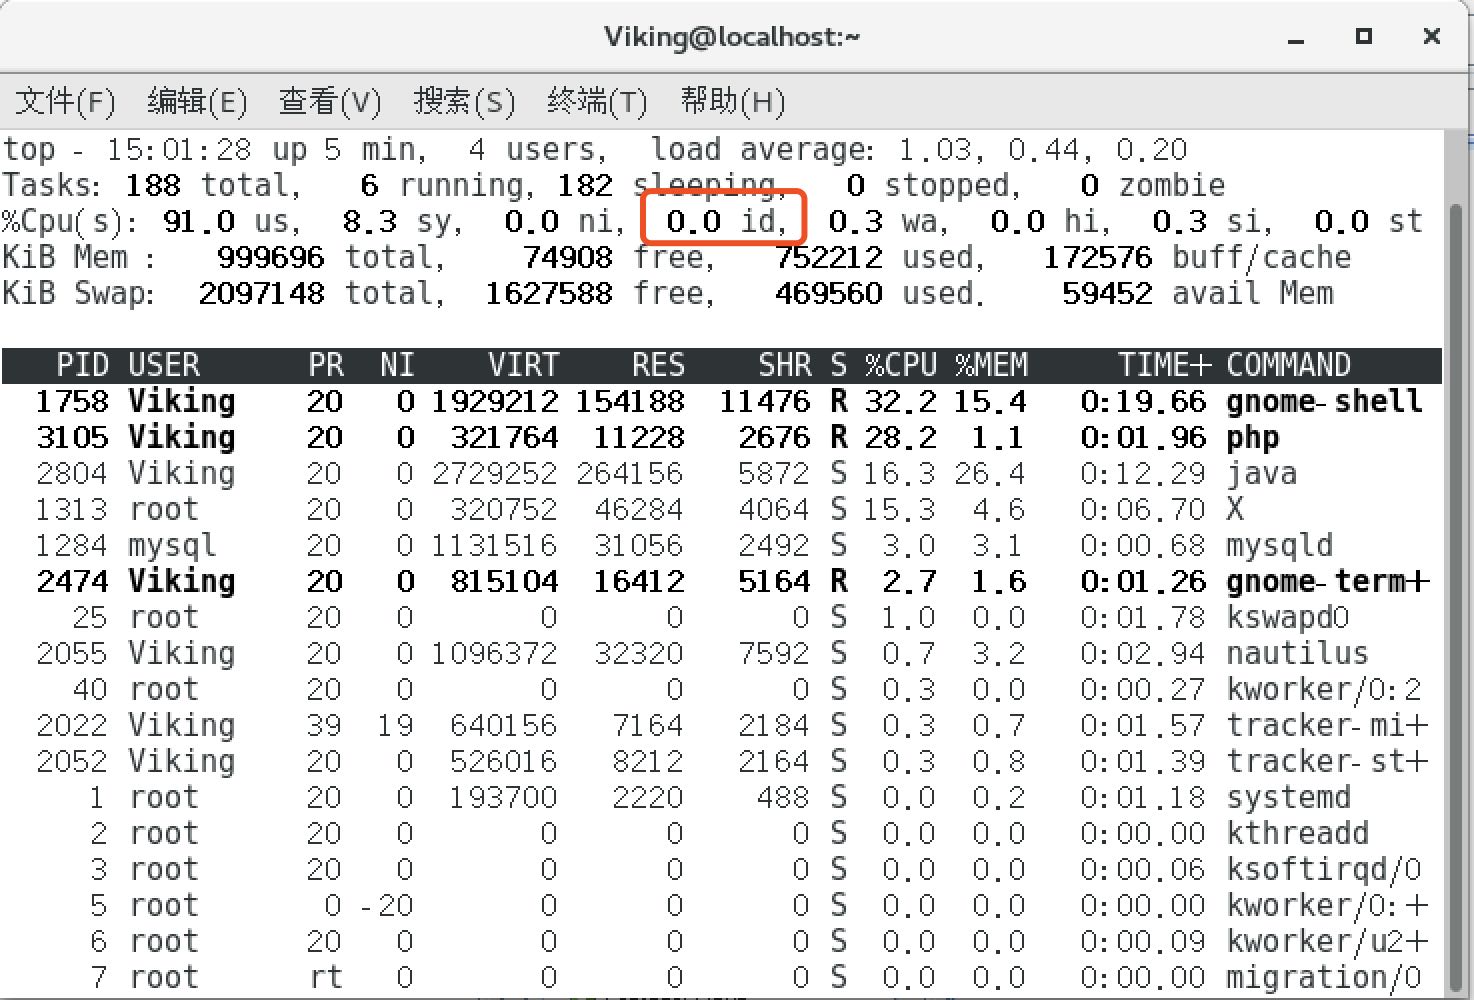 Viking@localhost:~
文件(F) 编辑(E) 查看(V) 搜索(S) 终端(T) 帮助(H)
top - 15:01:28 up 5 min,  4 users,  load average: 1.03, 0.44, 0.20
Tasks: 188 total,   6 running, 182 sleeping,   0 stopped,   0 zombie
%Cpu(s): 91.0 us,  8.3 sy,  0.0 ni,  0.0 id,  0.3 wa,  0.0 hi,  0.3 si,  0.0 st
KiB Mem :   999696 total,    74908 free,   752212 used,   172576 buff/cache
KiB Swap:  2097148 total,  1627588 free,   469560 used.    59452 avail Mem
PID USER PR NI VIRT RES SHR S %CPU %MEM TIME+ COMMAND
1758 Viking 20 0 1929212 154188 11476 R 32.2 15.4 0:19.66 gnome-shell
3105 Viking 20 0 321764 11228 2676 R 28.2 1.1 0:01.96 php
2804 Viking 20 0 2729252 264156 5872 S 16.3 26.4 0:12.29 java
1313 root 20 0 320752 46284 4064 S 15.3 4.6 0:06.70 X
1284 mysql 20 0 1131516 31056 2492 S 3.0 3.1 0:00.68 mysqld
2474 Viking 20 0 815104 16412 5164 R 2.7 1.6 0:01.26 gnome-term+
25 root 20 0 0 0 0 S 1.0 0.0 0:01.78 kswapd0
2055 Viking 20 0 1096372 32320 7592 S 0.7 3.2 0:02.94 nautilus
40 root 20 0 0 0 0 S 0.3 0.0 0:00.27 kworker/0:2
2022 Viking 39 19 640156 7164 2184 S 0.3 0.7 0:01.57 tracker-mi+
2052 Viking 20 0 526016 8212 2164 S 0.3 0.8 0:01.39 tracker-st+
1 root 20 0 193700 2220 488 S 0.0 0.2 0:01.18 systemd
2 root 20 0 0 0 0 S 0.0 0.0 0:00.00 kthreadd
3 root 20 0 0 0 0 S 0.0 0.0 0:00.06 ksoftirqd/0
5 root 0 -20 0 0 0 S 0.0 0.0 0:00.00 kworker/0:+
6 root 20 0 0 0 0 S 0.0 0.0 0:00.09 kworker/u2+
7 root rt 0 0 0 0 S 0.0 0.0 0:00.00 migration/0